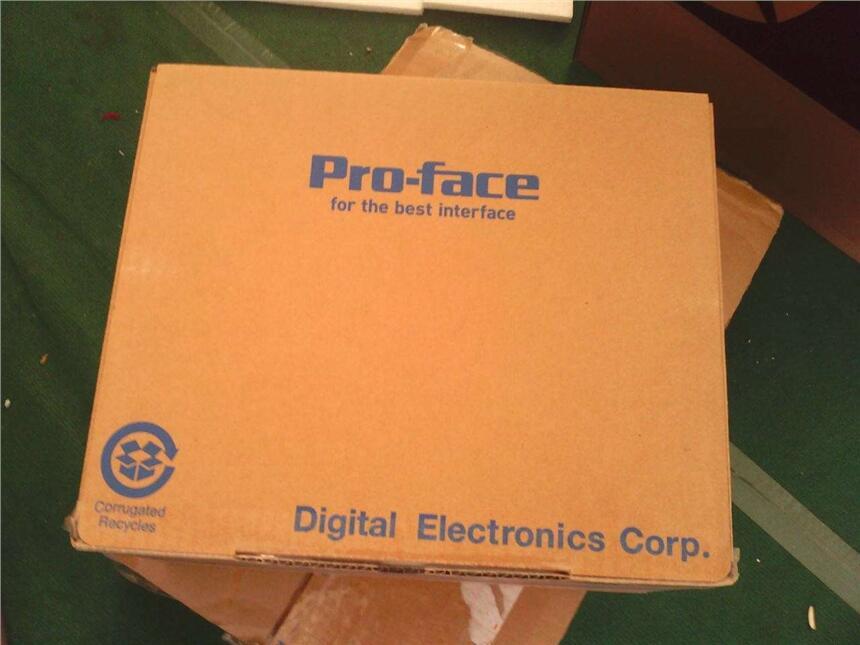 Pro-face
for the best interface
Corrugated
Recycles
Digital Electronics Corp.